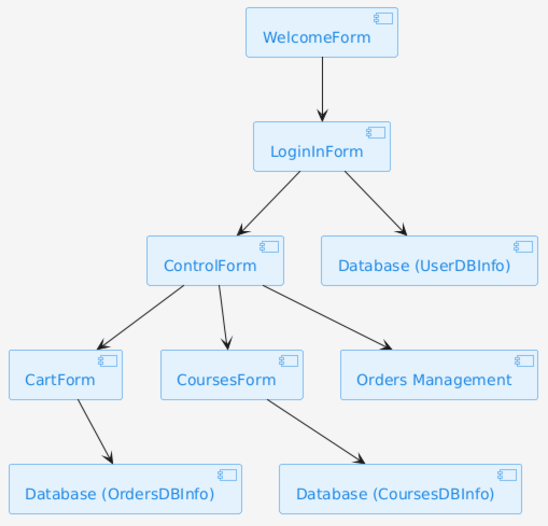 WelcomeForm
LoginInForm
ControlForm
Database (UserDBInfo)
CartForm
CoursesForm
Orders Management
Database (OrdersDBInfo)
Database (CoursesDBInfo)